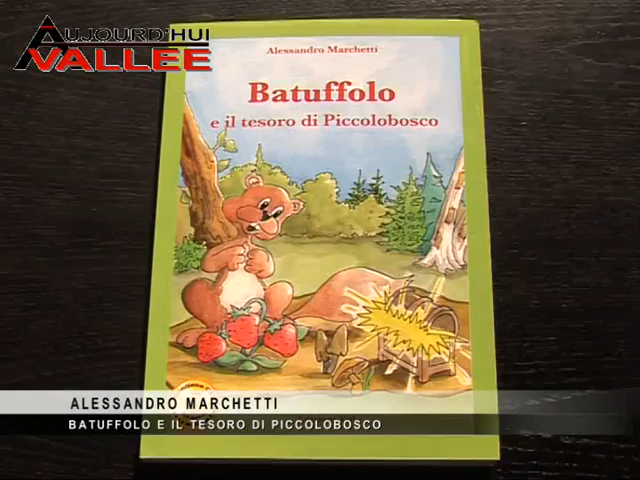 AUJOURD'HUI
VALLEE
Alessandro Marchetti
Batuffolo
e il tesoro di Piccolobosco
ALESSANDRO MARCHETTI
BATUFFOLO E IL TESORO DI PICCOLOBOSCO